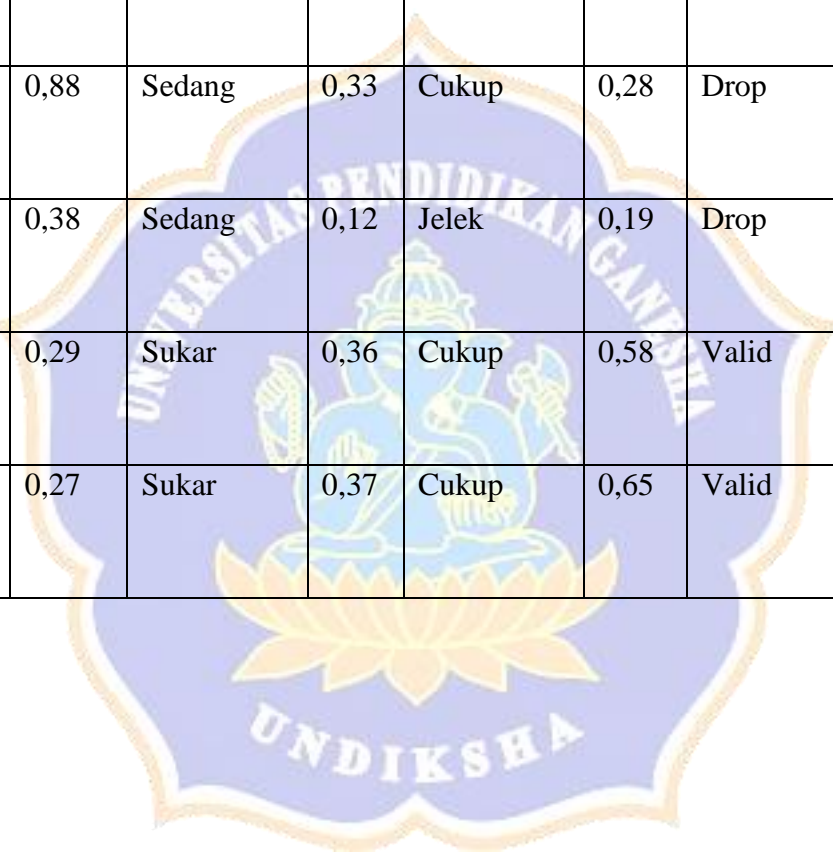 0,88 Sedang 0,33 Cukup 0,28 Drop
0,38 Sedang 0,12 Jelek 0,19 Drop
0,29 Sukar 0,36 Cukup 0,58 Valid
0,27 Sukar 0,37 Cukup 0,65 Valid
UNIVERSITAS PENDIDIKAN GANESHA
UNDIKSHA